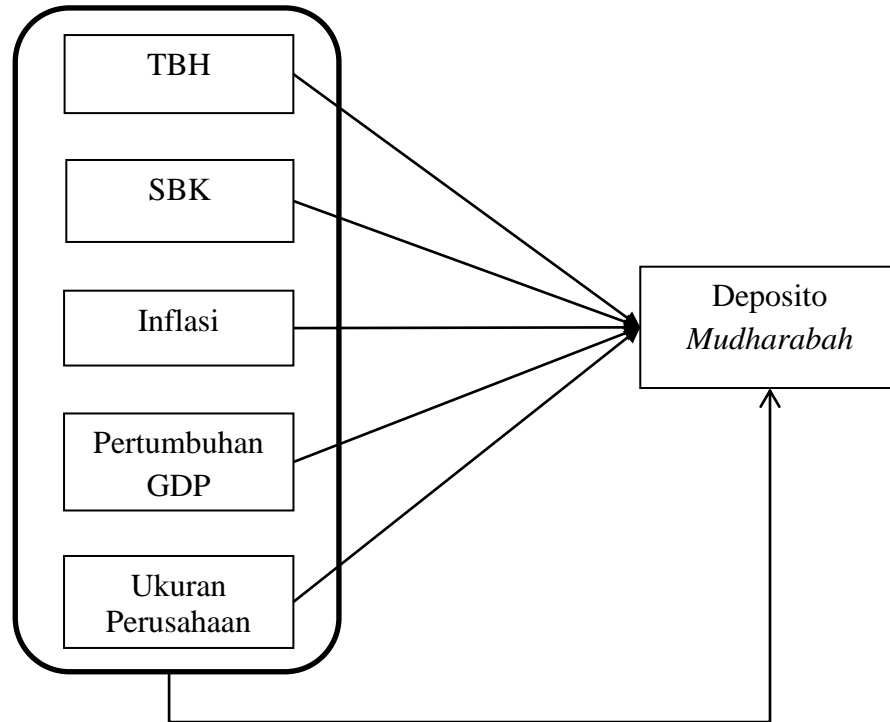 TBH
SBK
Inflasi
Pertumbuhan
GDP
Ukuran
Perusahaan
Deposito
Mudharabah